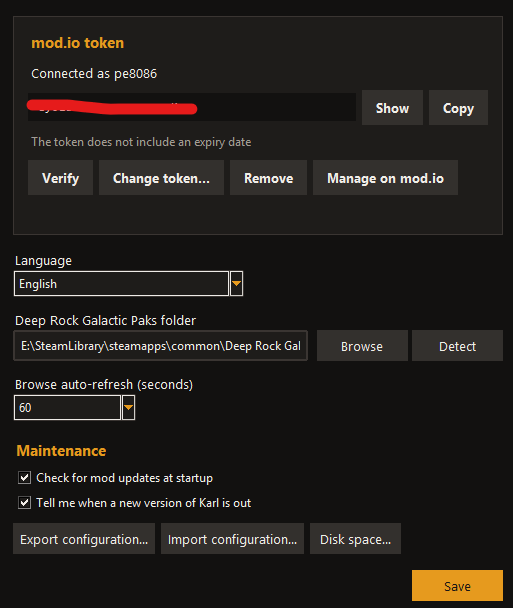 mod.io token
Connected as pe8086
Show Copy
The token does not include an expiry date
Verify Change token... Remove Manage on mod.io
Language
English
Deep Rock Galactic Paks folder
E:\SteamLibrary\steamapps\common\Deep Rock Gal Browse Detect
Browse auto-refresh (seconds)
60
Maintenance
Check for mod updates at startup
Tell me when a new version of Karl is out
Export configuration... Import configuration... Disk space...
Save